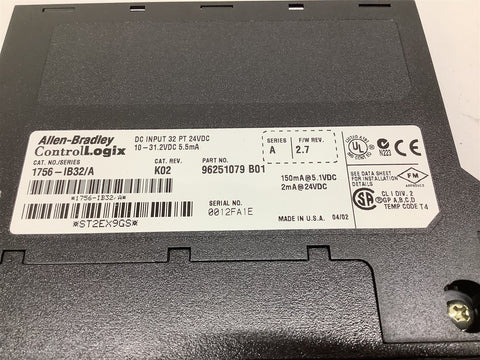 Allen-Bradley
ControlLogix
DC INPUT 32 PT 24VDC
10-31.2VDC 5.5mA
SERIES
A
F/W REV.
2.7
CAT. NO./SERIES
1756-IB32/A
CAT. REV.
K02
96251079 B01
150mA@5.1VDC
2mA@24VDC
*1756-IB32/A*
*ST2EX9GS*
SERIAL NO.
0012FA1E
MADE IN U.S.A. 04/02
CE
N223
SEE DATA SHEET
FOR INSTALLATION
DETAILS
FM
APPROVED
SA
CL I DIV. 2
GP A,B,C,D
TEMP CODE T4